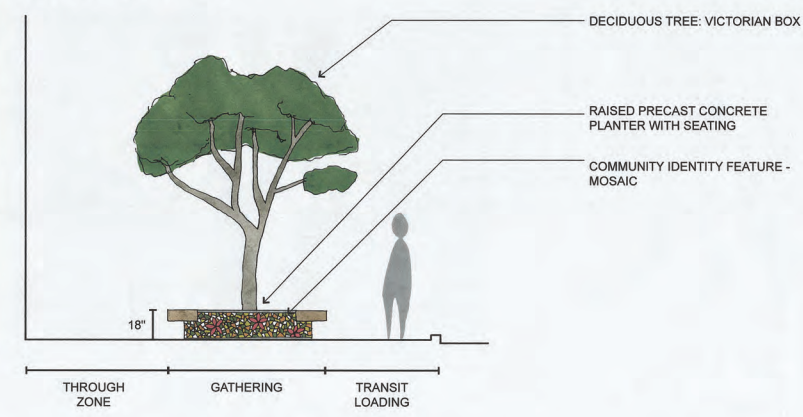 DECIDUOUS TREE: VICTORIAN BOX
RAISED PRECAST CONCRETE
PLANTER WITH SEATING
COMMUNITY IDENTITY FEATURE -
MOSAIC
18"
THROUGH
ZONE
GATHERING
TRANSIT
LOADING